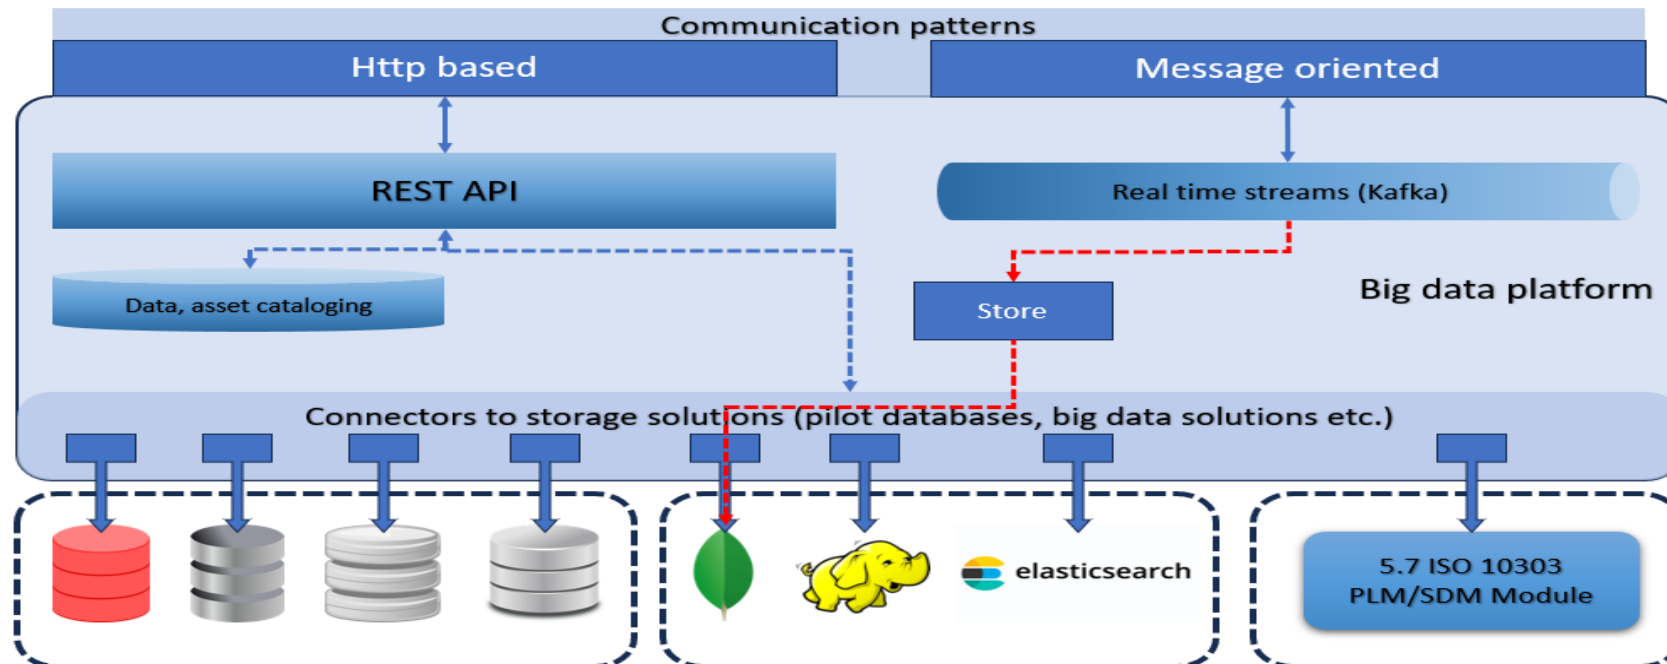 Communication patterns
Http based
Message oriented
REST API
Real time streams (Kafka)
Data, asset cataloging
Store
Big data platform
Connectors to storage solutions (pilot databases, big data solutions etc.)
elasticsearch
5.7 ISO 10303
PLM/SDM Module